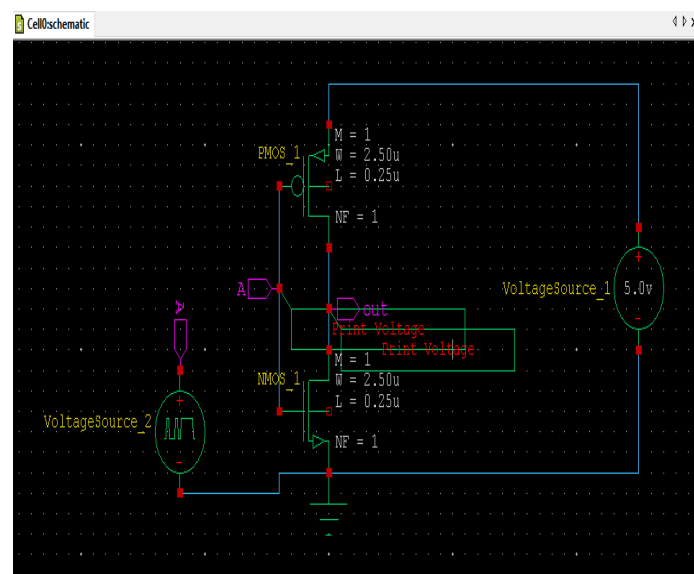 Cell0:schematic
M = 1
PMOS_1
W = 2.50u
L = 0.25u
NF = 1
A
A
out
VoltageSource_1
+
5.0v
-
Print Voltage
Print Voltage
M = 1
NMOS_1
W = 2.50u
L = 0.25u
VoltageSource_2
+
-
NF = 1